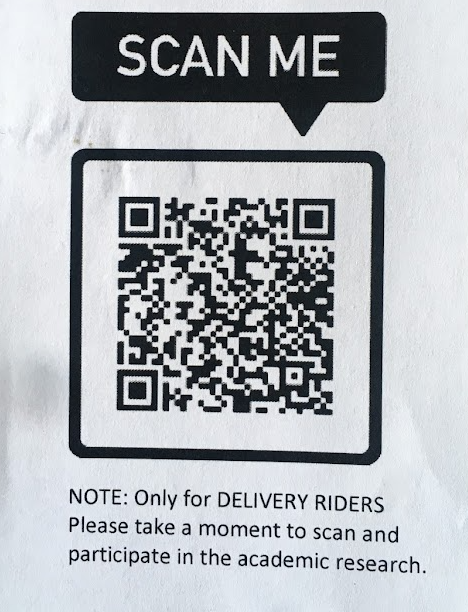 SCAN ME
NOTE: Only for DELIVERY RIDERS
Please take a moment to scan and
participate in the academic research.